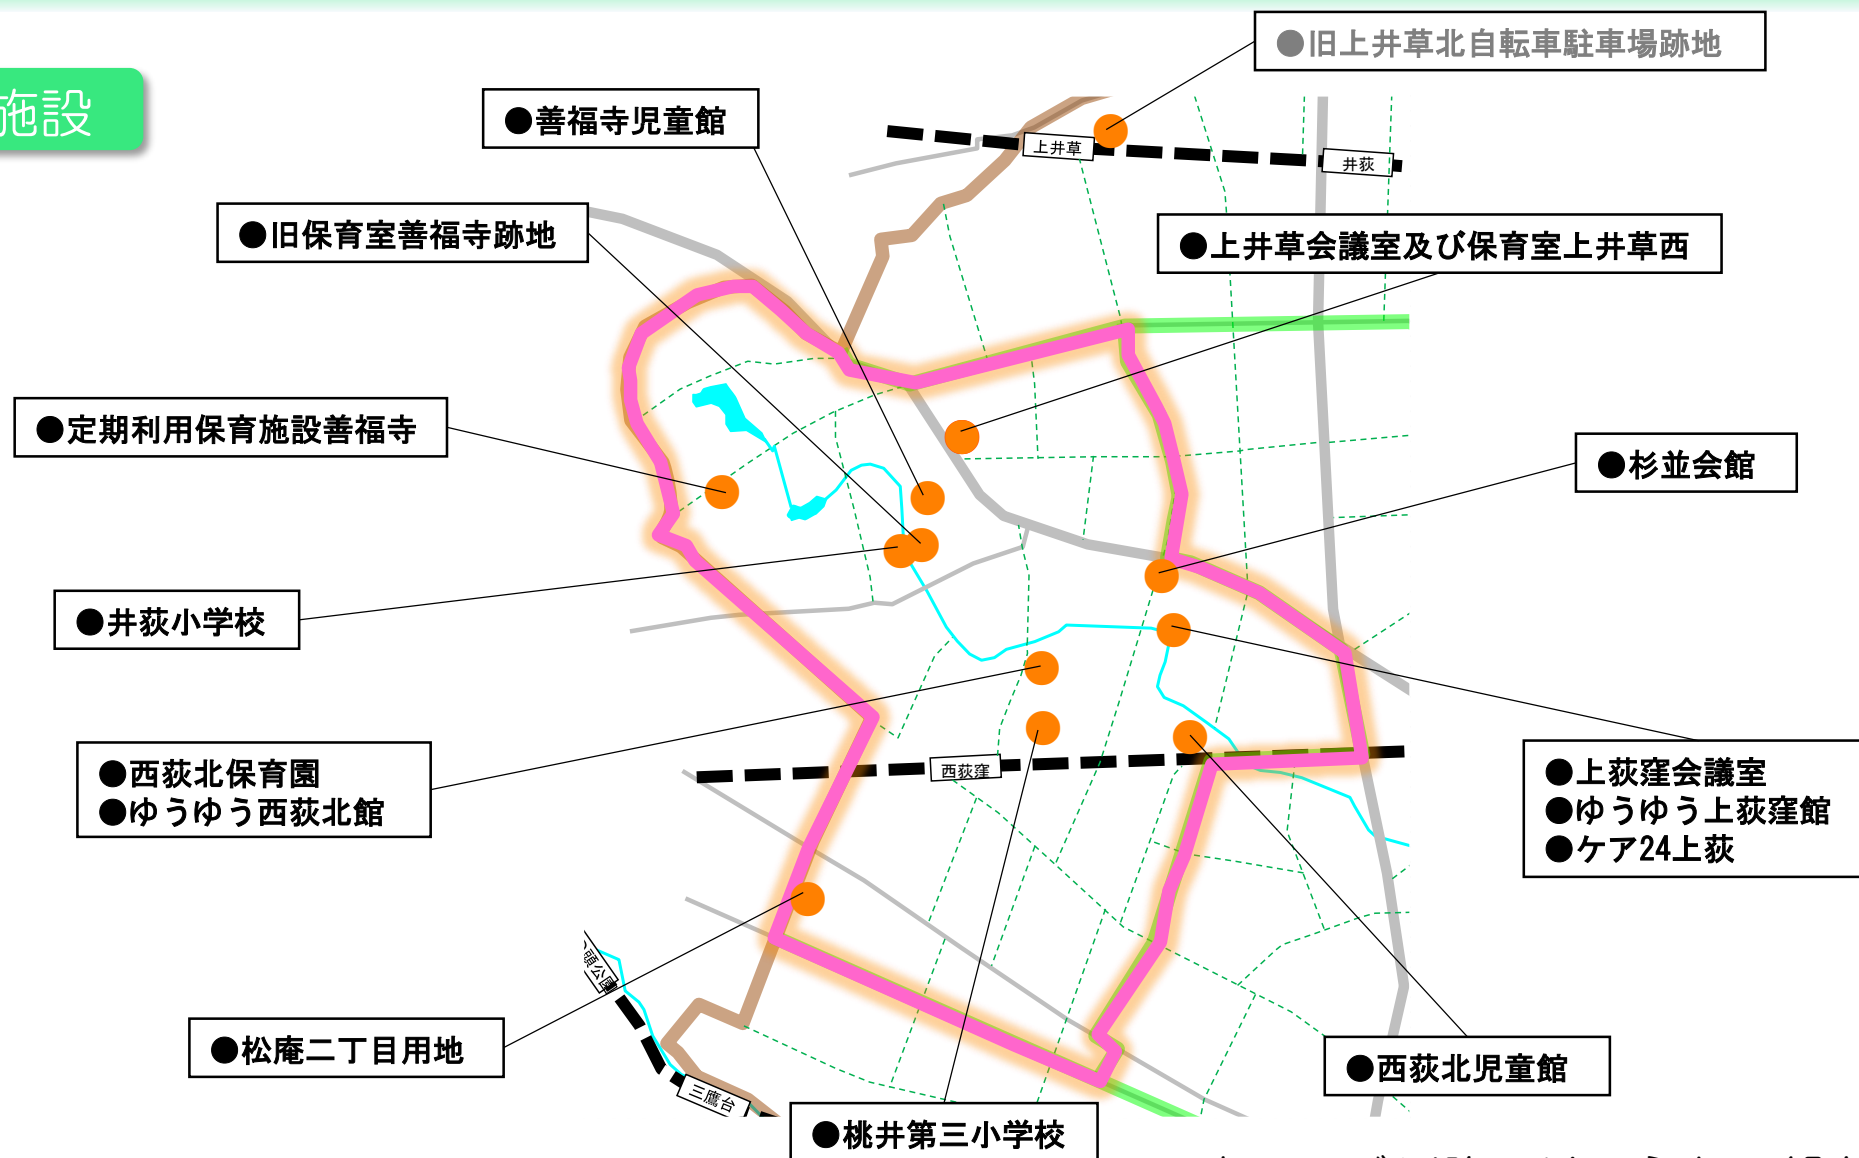 ●旧上井草北自転車駐車場跡地
施設
●善福寺児童館
上井草
井荻
●旧保育室善福寺跡地
●上井草会議室及び保育室上井草西
●定期利用保育施設善福寺
●杉並会館
●井荻小学校
西荻窪
●西荻北保育園
●ゆうゆう西荻北館
●上荻窪会議室
●ゆうゆう上荻窪館
●ケア24上荻
頭公園
●松庵二丁目用地
●西荻北児童館
三鷹台
●桃井第三小学校